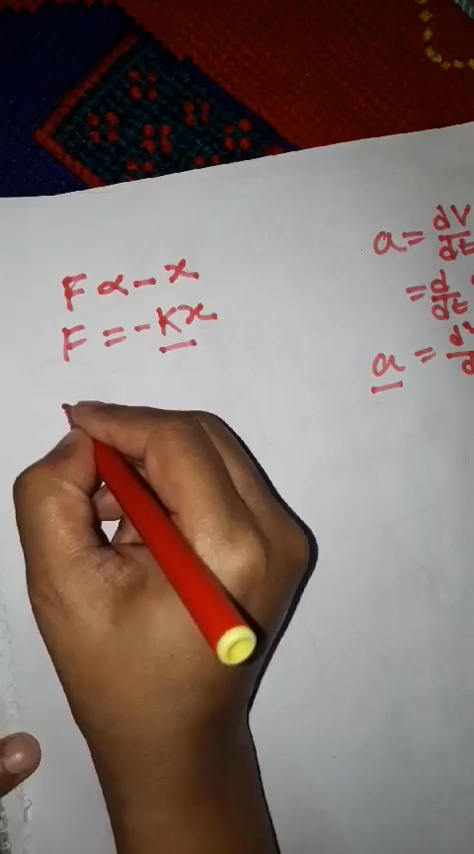 F α - x
F = - Kx
a = dV/dt
= d/dt
a =